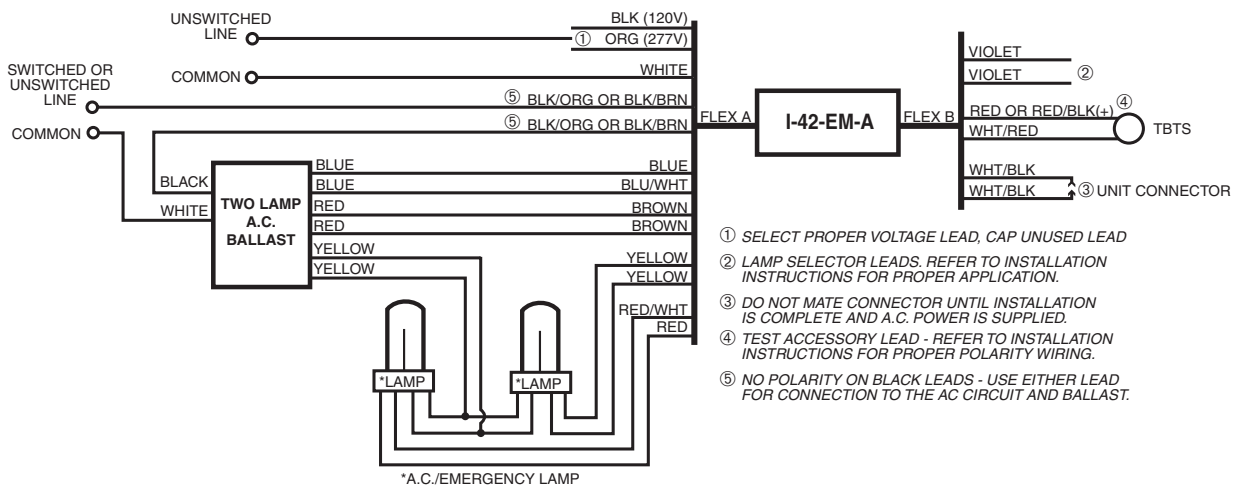 UNSWITCHED
LINE
BLK (120V)
① ORG (277V)
COMMON
WHITE
SWITCHED OR
UNSWITCHED
LINE
⑤ BLK/ORG OR BLK/BRN
COMMON
⑤ BLK/ORG OR BLK/BRN
FLEX A
I-42-EM-A
FLEX B
VIOLET
VIOLET
②
RED OR RED/BLK(+)
④
WHT/RED
TBTS
WHT/BLK
WHT/BLK
③ UNIT CONNECTOR
BLACK
WHITE
TWO LAMP
A.C.
BALLAST
BLUE
BLUE
BLUE
BLU/WHT
RED
BROWN
RED
BROWN
YELLOW
YELLOW
YELLOW
YELLOW
RED/WHT
RED
*LAMP
*LAMP
*A.C./EMERGENCY LAMP
① SELECT PROPER VOLTAGE LEAD, CAP UNUSED LEAD
② LAMP SELECTOR LEADS. REFER TO INSTALLATION
INSTRUCTIONS FOR PROPER APPLICATION.
③ DO NOT MATE CONNECTOR UNTIL INSTALLATION
IS COMPLETE AND A.C. POWER IS SUPPLIED.
④ TEST ACCESSORY LEAD - REFER TO INSTALLATION
INSTRUCTIONS FOR PROPER POLARITY WIRING.
⑤ NO POLARITY ON BLACK LEADS - USE EITHER LEAD
FOR CONNECTION TO THE AC CIRCUIT AND BALLAST.